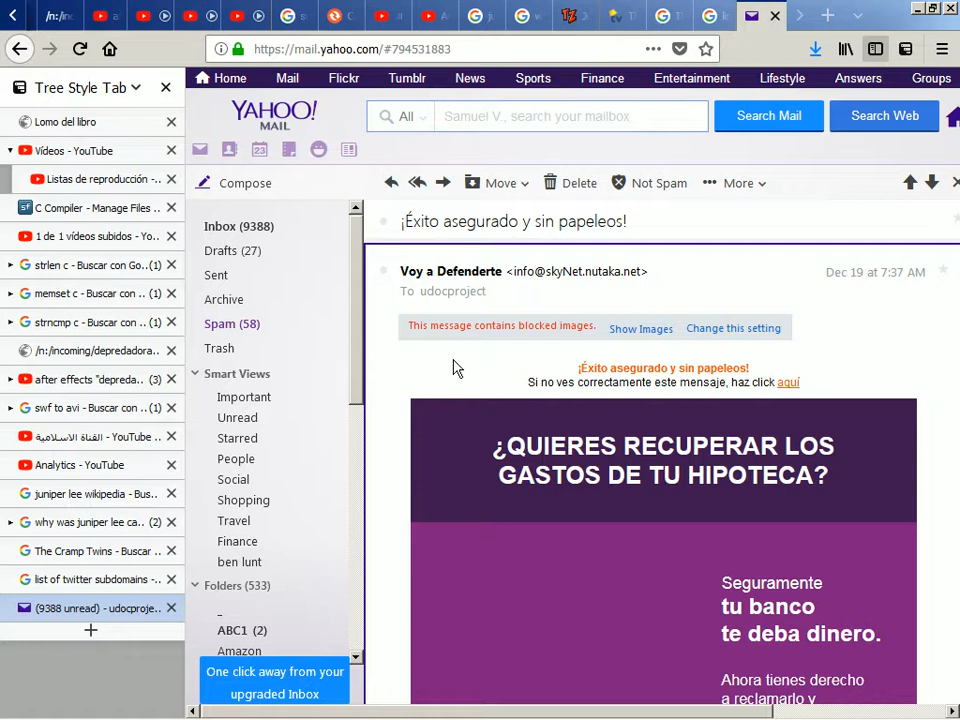 /n:/in
https://mail.yahoo.com/#794531883
Tree Style Tab
Lomo del libro
Vídeos - YouTube
Listas de reproducción -..
C Compiler - Manage Files ..
1 de 1 vídeos subidos - Yo..
strlen c - Buscar con Go.. (1)
memset c - Buscar con .. (1)
strncmp c - Buscar con .. (1)
/n:/incoming/depredadora..
after effects "depreda.. (3)
swf to avi - Buscar con .. (1)
القناة الاسلامية - YouTube ..
Analytics - YouTube
juniper lee wikipedia - Bus..
why was juniper lee ca.. (2)
The Cramp Twins - Buscar ..
list of twitter subdomains -..
(9388 unread) - udocproje..
Home Mail Flickr Tumblr News Sports Finance Entertainment Lifestyle Answers Groups
YAHOO!
MAIL
All Samuel V., search your mailbox Search Mail Search Web
Compose
Move Delete Not Spam More
Inbox (9388)
Drafts (27)
Sent
Archive
Spam (58)
Trash
Smart Views
Important
Unread
Starred
People
Social
Shopping
Travel
Finance
ben lunt
Folders (533)
_
ABC1 (2)
Amazon
One click away from your
upgraded Inbox
¡Éxito asegurado y sin papeleos!
Voy a Defenderte <info@skyNet.nutaka.net> Dec 19 at 7:37 AM
To udocproject
This message contains blocked images. Show Images Change this setting
¡Éxito asegurado y sin papeleos!
Si no ves correctamente este mensaje, haz click aquí
¿QUIERES RECUPERAR LOS
GASTOS DE TU HIPOTECA?
Seguramente
tu banco
te deba dinero.
Ahora tienes derecho
a reclamarlo y